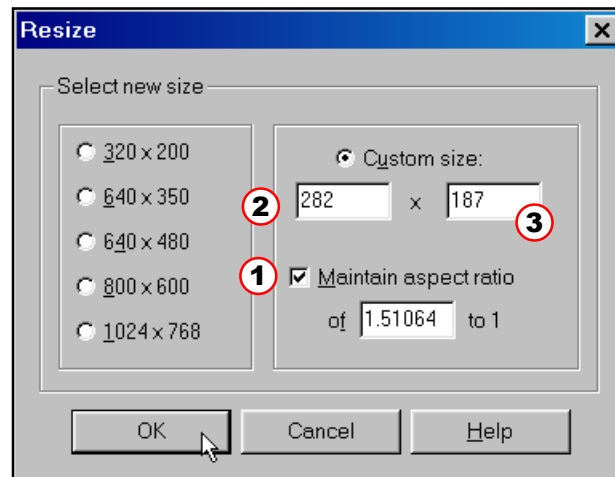 Resize
Select new size
320 x 200
640 x 350
640 x 480
800 x 600
1024 x 768
Custom size:
2 282 x 187 3
1 Maintain aspect ratio
of 1.51064 to 1
OK Cancel Help